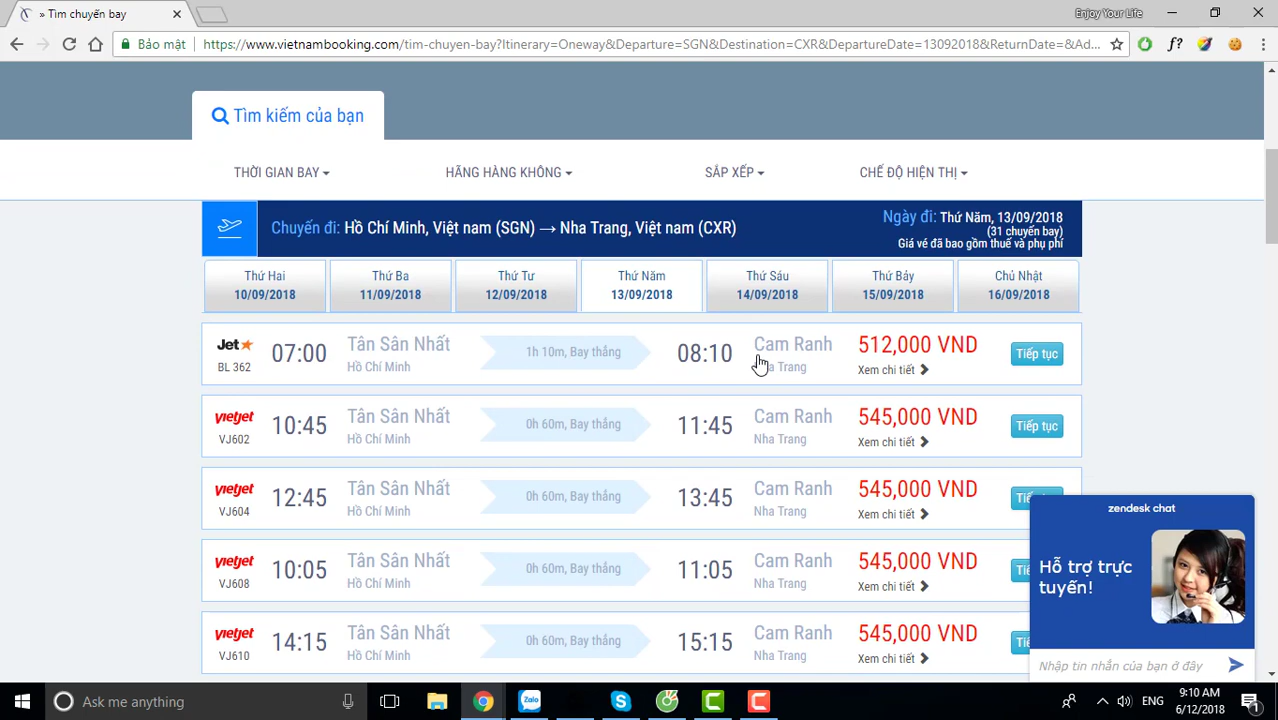 » Tìm chuyến bay
Enjoy Your Life
Bảo mật
https://www.vietnambooking.com/tim-chuyen-bay?Itinerary=Oneway&Departure=SGN&Destination=CXR&DepartureDate=13092018&ReturnDate=&Ad...
f?
Tìm kiếm của bạn
THỜI GIAN BAY
HÃNG HÀNG KHÔNG
SẮP XẾP
CHẾ ĐỘ HIỆN THỊ
Chuyến đi: Hồ Chí Minh, Việt nam (SGN) → Nha Trang, Việt nam (CXR)
Ngày đi: Thứ Năm, 13/09/2018
(31 chuyến bay)
Giá vé đã bao gồm thuế và phụ phí
Thứ Hai
10/09/2018
Thứ Ba
11/09/2018
Thứ Tư
12/09/2018
Thứ Năm
13/09/2018
Thứ Sáu
14/09/2018
Thứ Bảy
15/09/2018
Chủ Nhật
16/09/2018
Jet
BL 362
07:00
Tân Sân Nhất
Hồ Chí Minh
1h 10m, Bay thẳng
08:10
Cam Ranh
Trang
512,000 VND
Xem chi tiết
Tiếp tục
vietjet
VJ602
10:45
Tân Sân Nhất
Hồ Chí Minh
0h 60m, Bay thẳng
11:45
Cam Ranh
Nha Trang
545,000 VND
Xem chi tiết
Tiếp tục
vietjet
VJ604
12:45
Tân Sân Nhất
Hồ Chí Minh
0h 60m, Bay thẳng
13:45
Cam Ranh
Nha Trang
545,000 VND
Xem chi tiết
vietjet
VJ608
10:05
Tân Sân Nhất
Hồ Chí Minh
0h 60m, Bay thẳng
11:05
Cam Ranh
Nha Trang
545,000 VND
Xem chi tiết
vietjet
VJ610
14:15
Tân Sân Nhất
Hồ Chí Minh
0h 60m, Bay thẳng
15:15
Cam Ranh
Nha Trang
545,000 VND
Xem chi tiết
zendesk chat
Hỗ trợ trực
tuyến!
Nhập tin nhắn của bạn ở đây
Ask me anything
Zalo
ENG
9:10 AM
6/12/2018
1